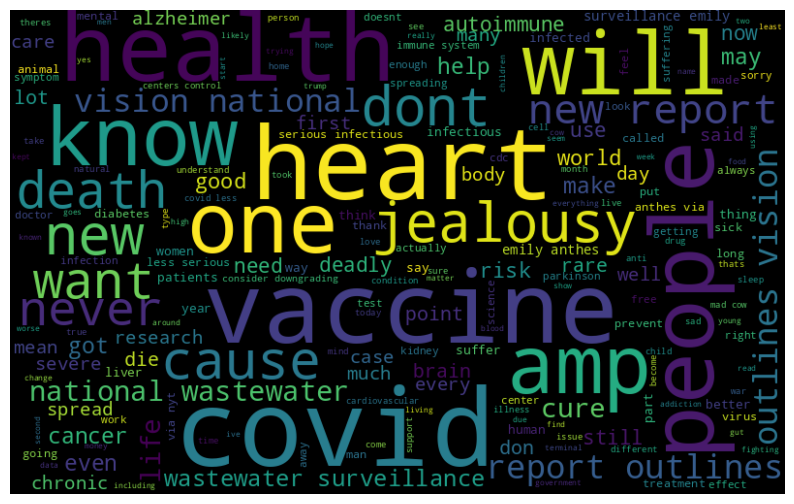 theres mental person likely alzheimer autoimmune surveillance emily two
men really
health will
yes hope many immune system infected feel suffering now least
care trying home help may see
animal doesnt enough spreading made sorry
symptom centers control start children name
lot vision national dont new report look
trump
know heart first serious infectious infectious use called said
cell cow seem week food always using
kept take natural understand took cdc month
death good body world day put
doctor goes diabetes covid less live everything anthes via thing
one jealousy people outlines vision
new known high type think thank love make getting drug sick
women actually emily anthes anti
infection less serious need way deadly say sure risk rare well long thats
want patients consider downgrading condition matter parkinson show free sleep
never vaccine test science mad cow
worse around year today blood point prevent sad young
true research mind kidney suffer case child right
mean got cause much brain become read
severe die liver every part war
change amp
national wastewater cardiovascular center cure addiction better
spread work via nyt living illness due find virus
cancer covid support human issue gut
second life time ive away man come don still different fighting
going even money terminal
data wastewater surveillance report outlines
chronic including government treatment effect